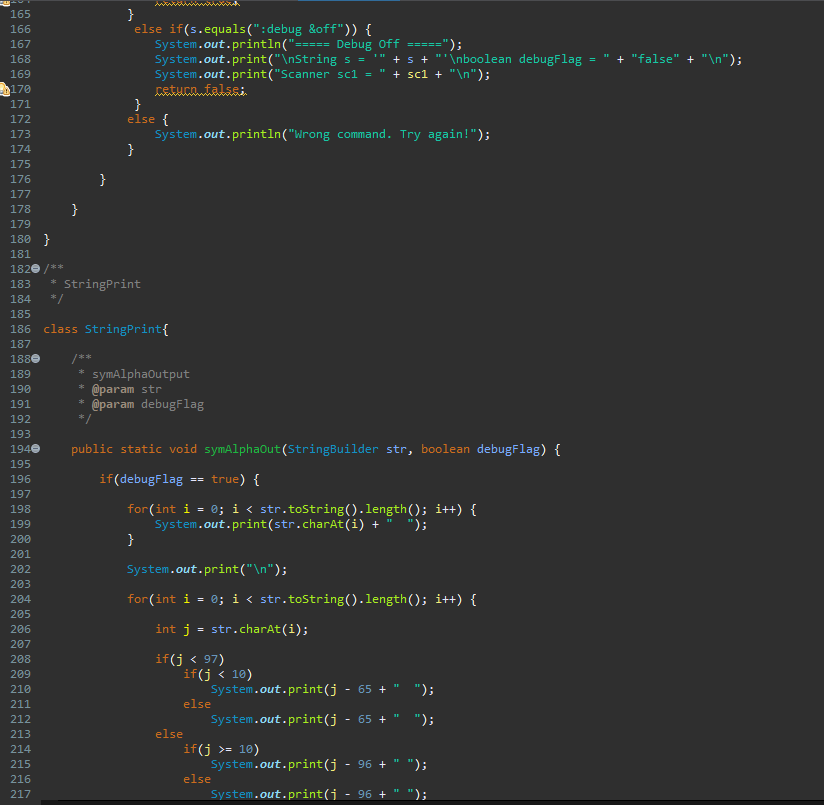 165 }
166 else if(s.equals(":debug &off")) {
167 System.out.println("===== Debug Off =====");
168 System.out.print("\nString s = '" + s + "'\nboolean debugFlag = " + "false" + "\n");
169 System.out.print("Scanner sc1 = " + sc1 + "\n");
170 return false;
171 }
172 else {
173 System.out.println("Wrong command. Try again!");
174 }
175
176 }
177
178 }
179
180 }
181
182 /**
183 * StringPrint
184 */
185
186 class StringPrint{
187
188 /**
189 * symAlphaOutput
190 * @param str
191 * @param debugFlag
192 */
193
194 public static void symAlphaOut(StringBuilder str, boolean debugFlag) {
195
196 if(debugFlag == true) {
197
198 for(int i = 0; i < str.toString().length(); i++) {
199 System.out.print(str.charAt(i) + "  ");
200 }
201
202 System.out.print("\n");
203
204 for(int i = 0; i < str.toString().length(); i++) {
205
206 int j = str.charAt(i);
207
208 if(j < 97)
209 if(j < 10)
210 System.out.print(j - 65 + "  ");
211 else
212 System.out.print(j - 65 + "  ");
213 else
214 if(j >= 10)
215 System.out.print(j - 96 + " ");
216 else
217 System.out.print(j - 96 + "  ");